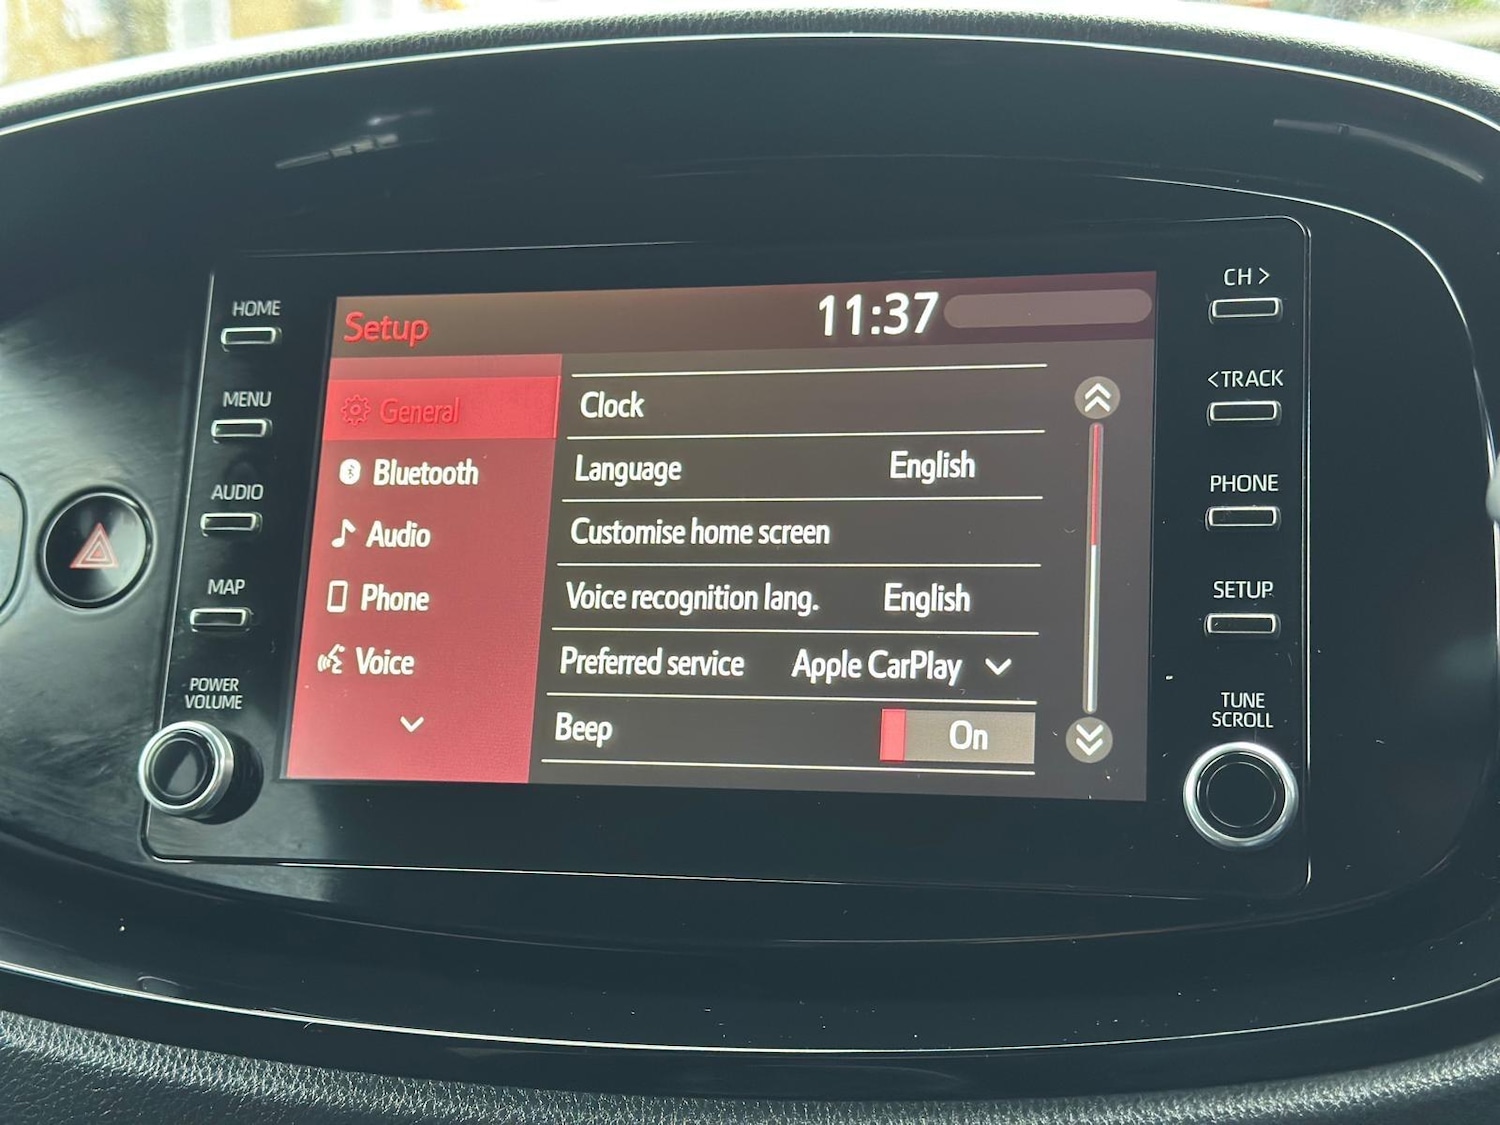 HOME
MENU
AUDIO
MAP
POWER
VOLUME
Setup
11:37
General
Bluetooth
Audio
Phone
Voice
Clock
Language English
Customise home screen
Voice recognition lang. English
Preferred service Apple CarPlay
Beep On
CH >
<TRACK
PHONE
SETUP
TUNE
SCROLL